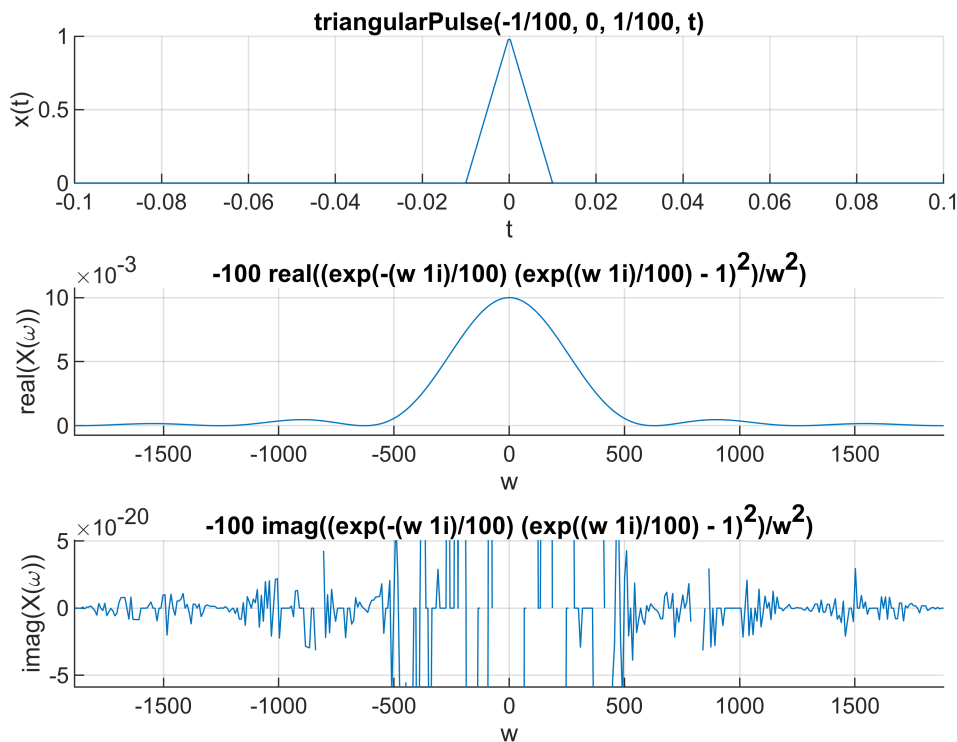 triangularPulse(-1/100, 0, 1/100, t)
1
0.5
0
x(t)
-0.1 -0.08 -0.06 -0.04 -0.02 0 0.02 0.04 0.06 0.08 0.1
t
×10^-3
-100 real((exp(-(w 1i)/100) (exp((w 1i)/100) - 1)^2)/w^2)
10
5
0
real(X(ω))
-1500 -1000 -500 0 500 1000 1500
w
×10^-20
-100 imag((exp(-(w 1i)/100) (exp((w 1i)/100) - 1)^2)/w^2)
5
0
-5
imag(X(ω))
-1500 -1000 -500 0 500 1000 1500
w